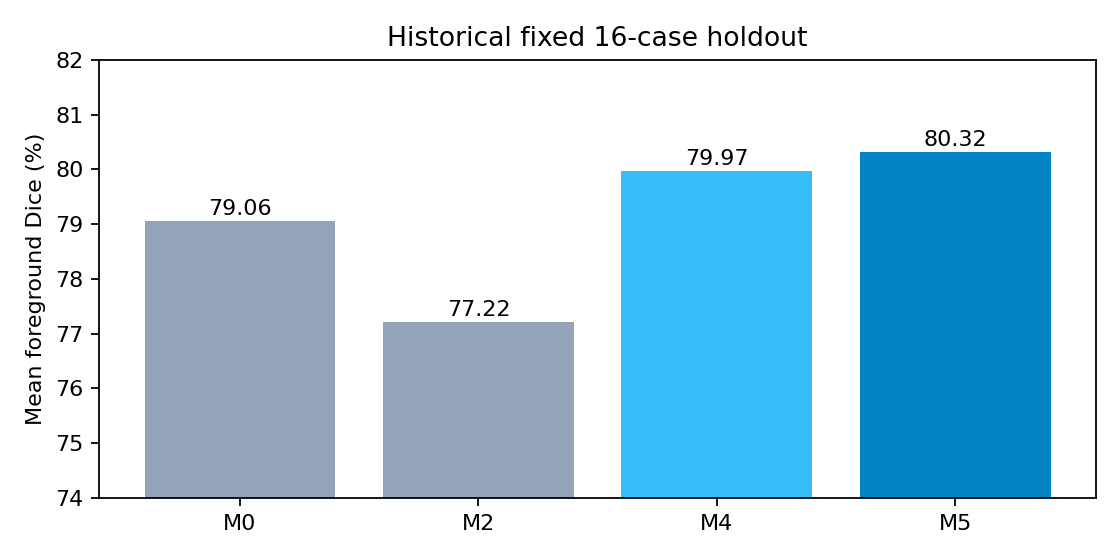 Historical fixed 16-case holdout
Mean foreground Dice (%)
82
81
80
79
78
77
76
75
74
79.06
77.22
79.97
80.32
M0
M2
M4
M5